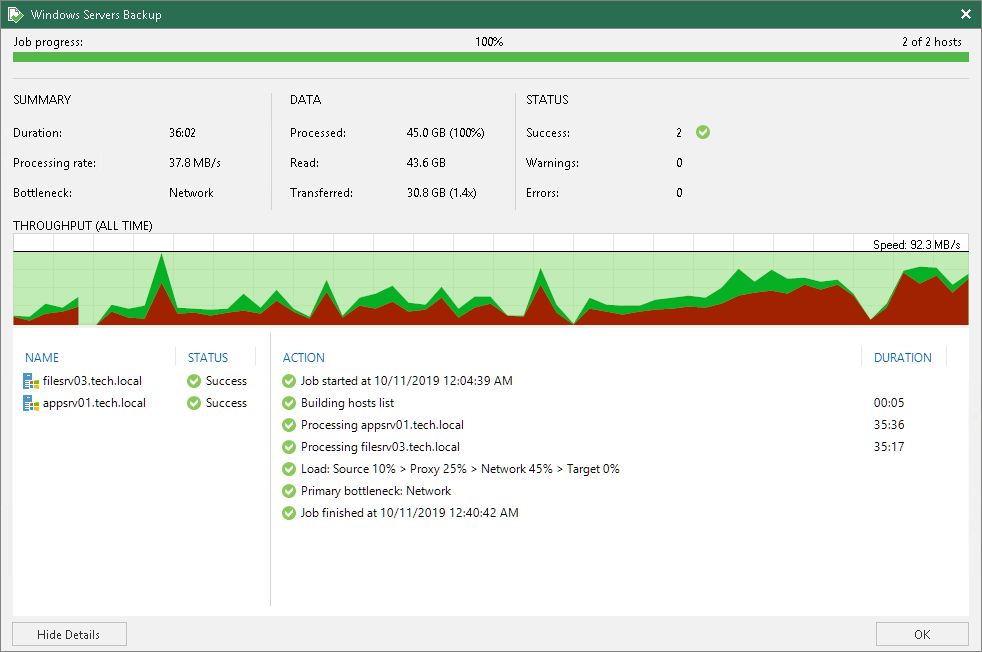 Windows Servers Backup
Job progress: 100% 2 of 2 hosts
SUMMARY DATA STATUS
Duration: 36:02 Processed: 45.0 GB (100%) Success: 2
Processing rate: 37.8 MB/s Read: 43.6 GB Warnings: 0
Bottleneck: Network Transferred: 30.8 GB (1.4x) Errors: 0
THROUGHPUT (ALL TIME)
Speed: 92.3 MB/s
NAME STATUS ACTION DURATION
filesrv03.tech.local Success Job started at 10/11/2019 12:04:39 AM
appsrv01.tech.local Success Building hosts list 00:05
Processing appsrv01.tech.local 35:36
Processing filesrv03.tech.local 35:17
Load: Source 10% > Proxy 25% > Network 45% > Target 0%
Primary bottleneck: Network
Job finished at 10/11/2019 12:40:42 AM
Hide Details OK